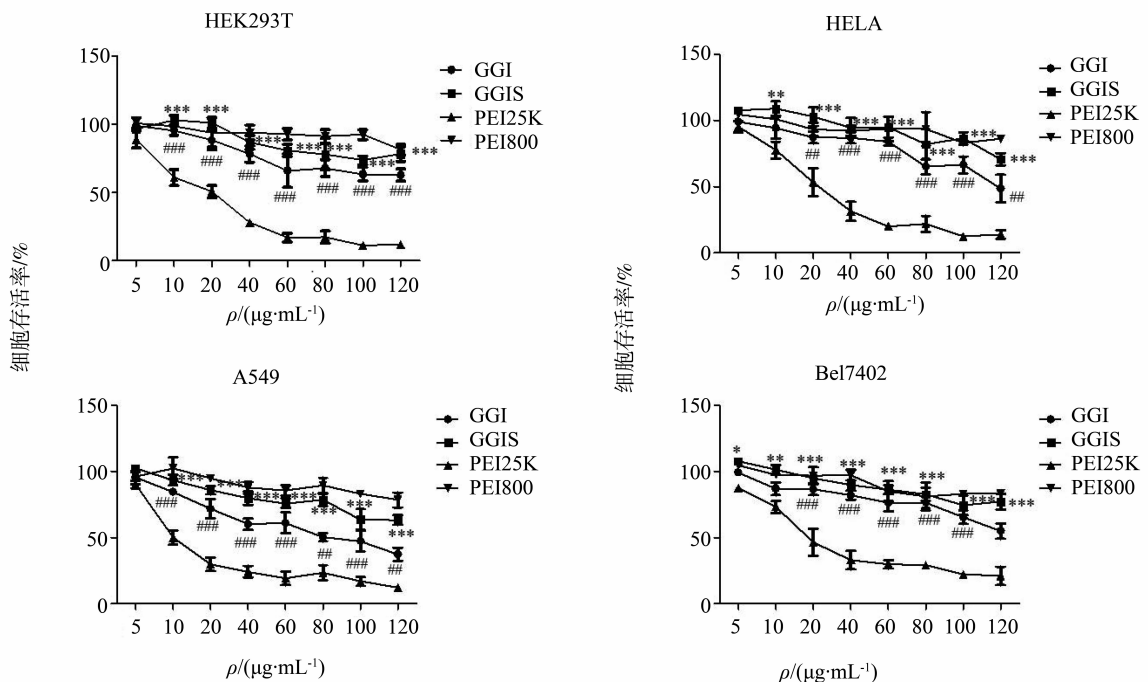 HEK293T
150
100
50
0
***
***
***
***
***
***
***
###
###
###
###
###
###
###
5 10 20 40 60 80 100 120
ρ/(μg·mL⁻¹)
GGI
GGIS
PEI25K
PEI800
HELA
150
100
50
0
**
***
***
***
***
***
***
##
###
###
###
###
##
5 10 20 40 60 80 100 120
ρ/(μg·mL⁻¹)
GGI
GGIS
PEI25K
PEI800
细胞存活率/%
细胞存活率/%
A549
150
100
50
0
***
***
***
***
***
***
###
###
###
###
##
###
##
5 10 20 40 60 80 100 120
ρ/(μg·mL⁻¹)
GGI
GGIS
PEI25K
PEI800
Bel7402
150
100
50
0
*
**
***
***
***
***
***
***
###
###
###
###
###
5 10 20 40 60 80 100 120
ρ/(μg·mL⁻¹)
GGI
GGIS
PEI25K
PEI800